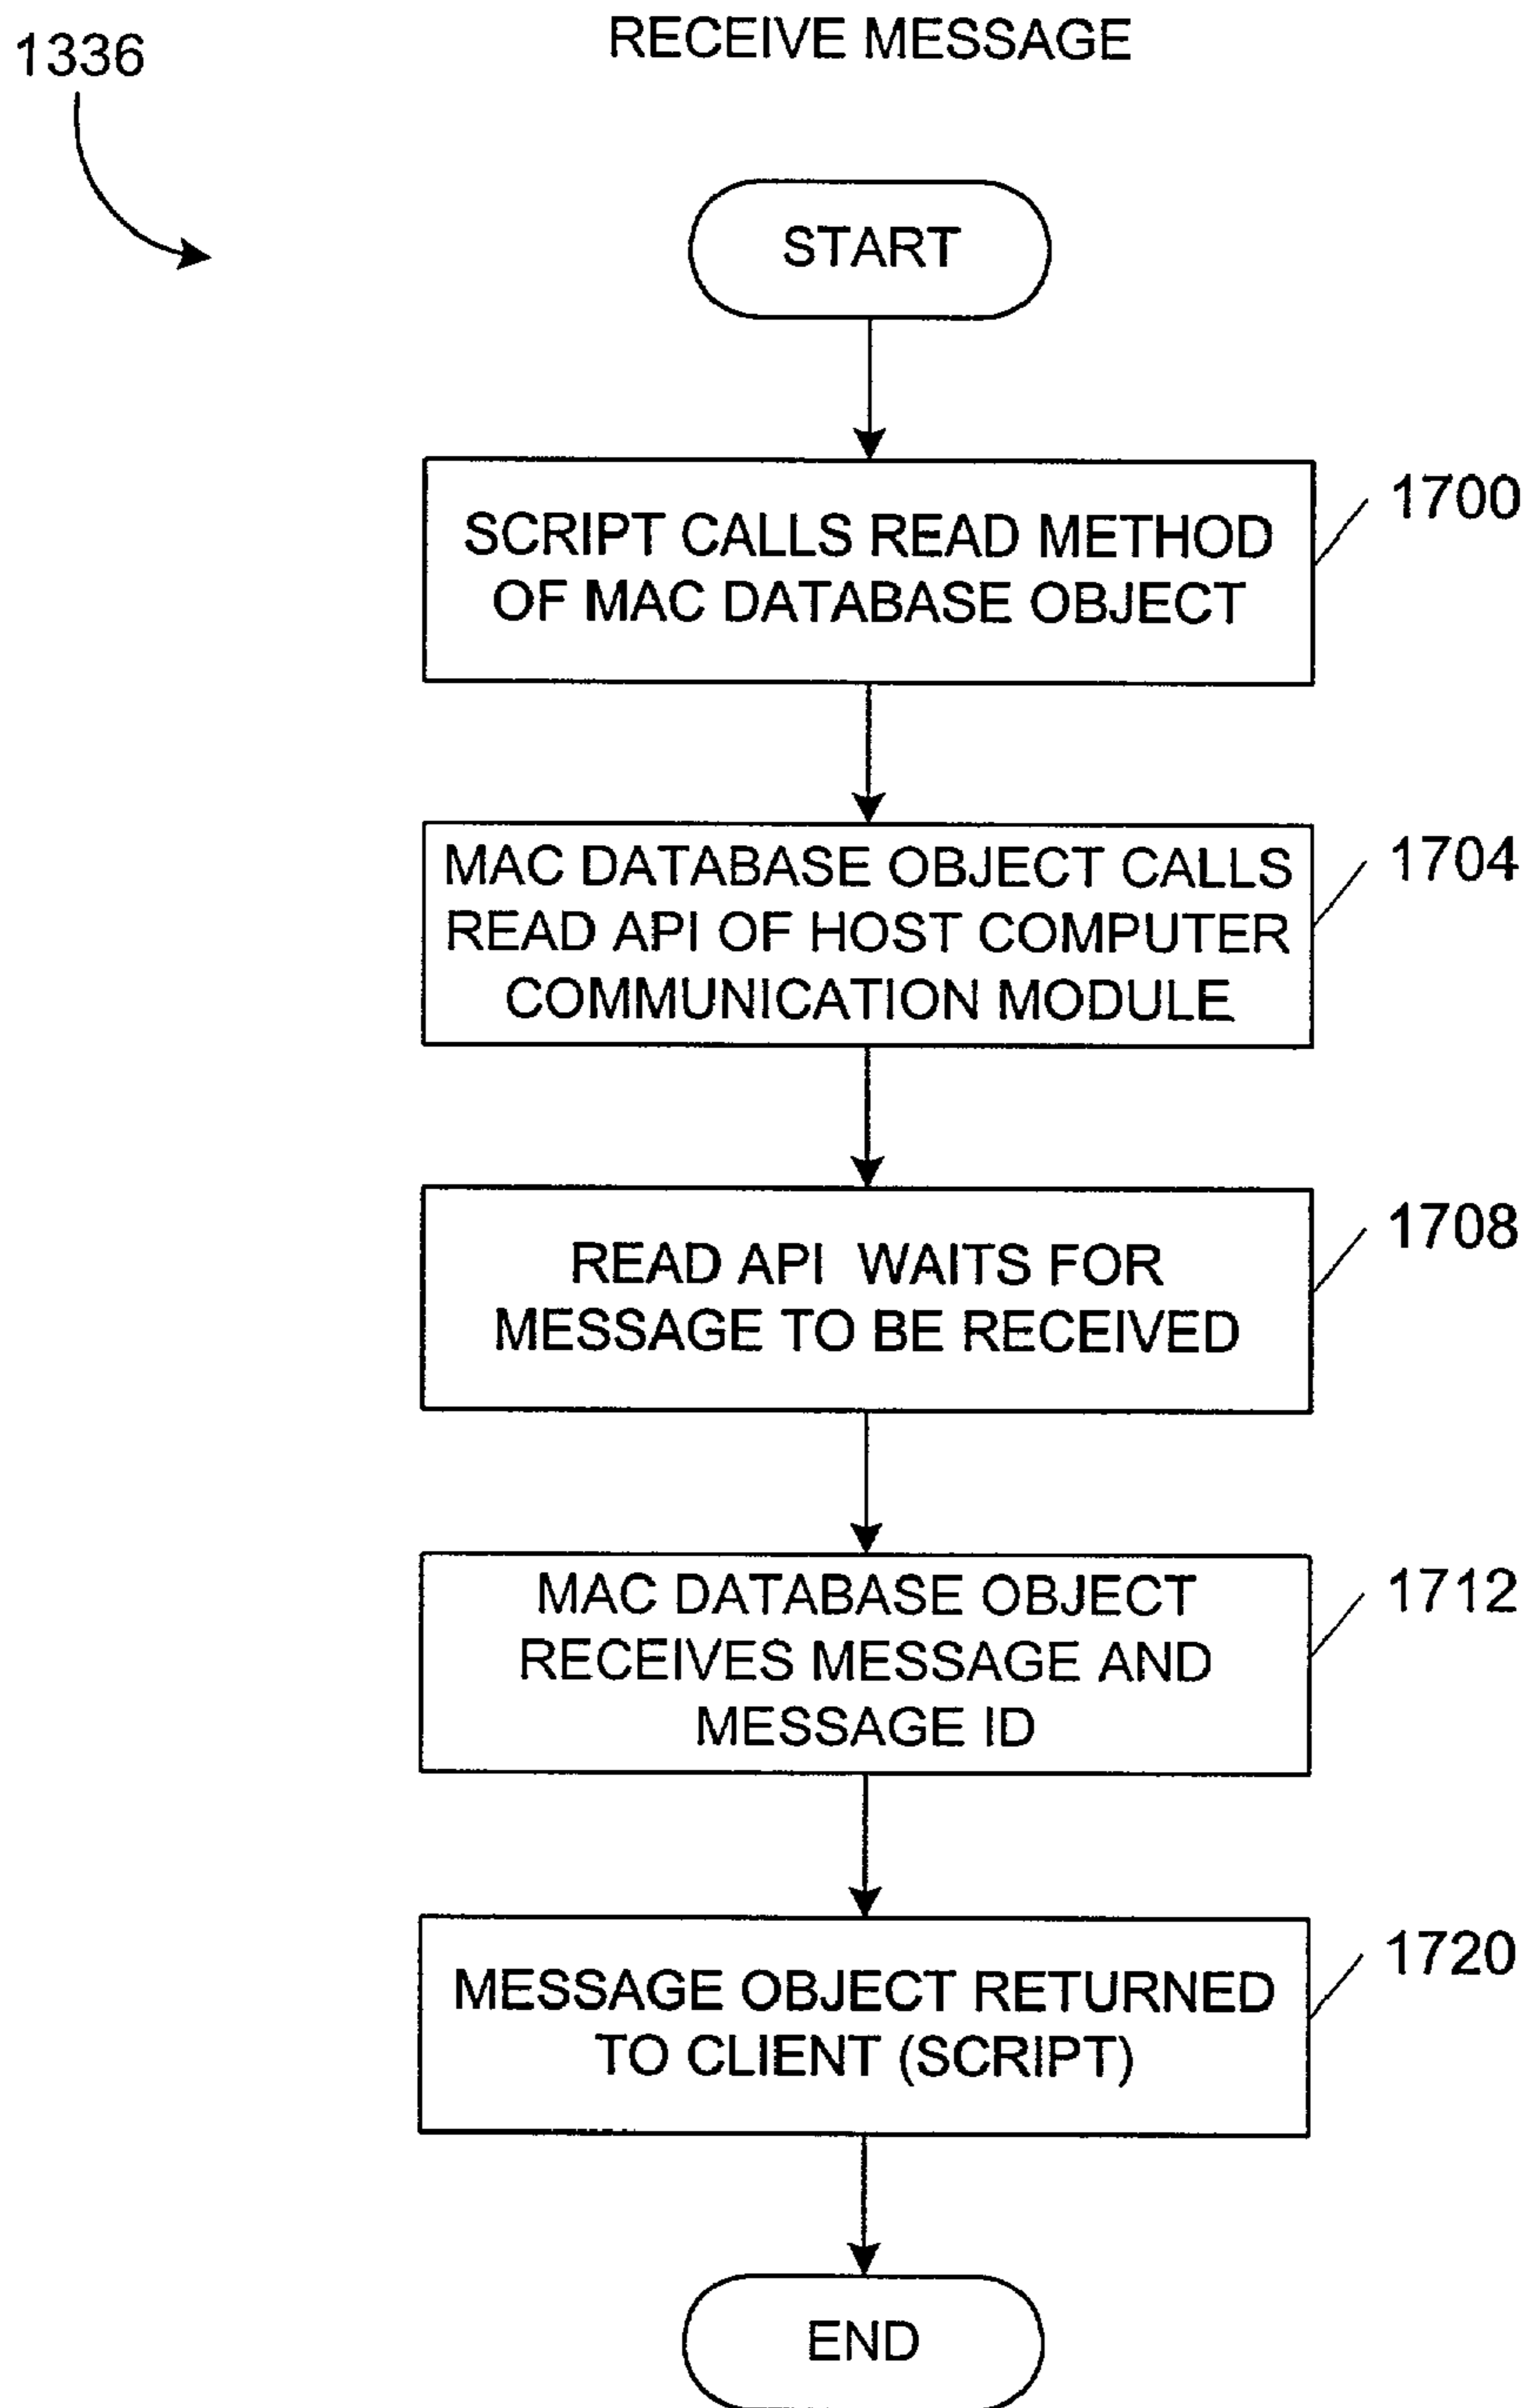 1336
RECEIVE MESSAGE
START
SCRIPT CALLS READ METHOD
OF MAC DATABASE OBJECT
1700
MAC DATABASE OBJECT CALLS
READ API OF HOST COMPUTER
COMMUNICATION MODULE
1704
READ API WAITS FOR
MESSAGE TO BE RECEIVED
1708
MAC DATABASE OBJECT
RECEIVES MESSAGE AND
MESSAGE ID
1712
MESSAGE OBJECT RETURNED
TO CLIENT (SCRIPT)
1720
END